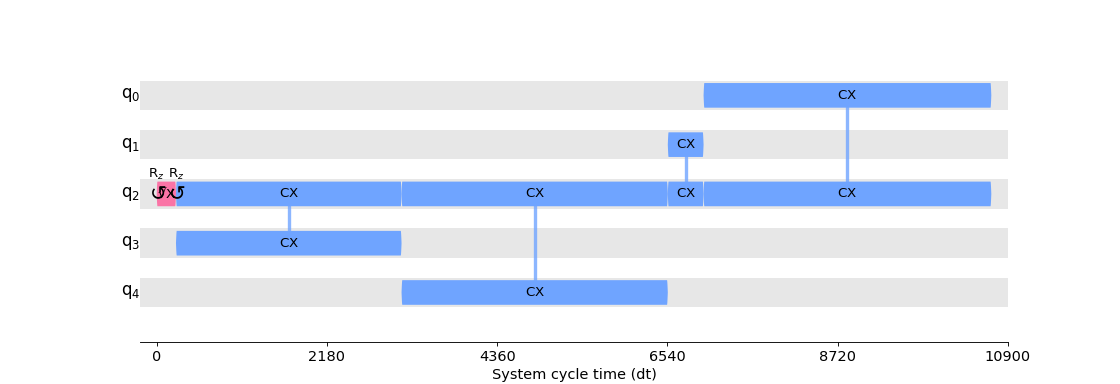 q0 CX
q1 CX
Rz Rz
q2 CX CX CX CX
q3 CX
q4 CX
0 2180 4360 6540 8720 10900
System cycle time (dt)